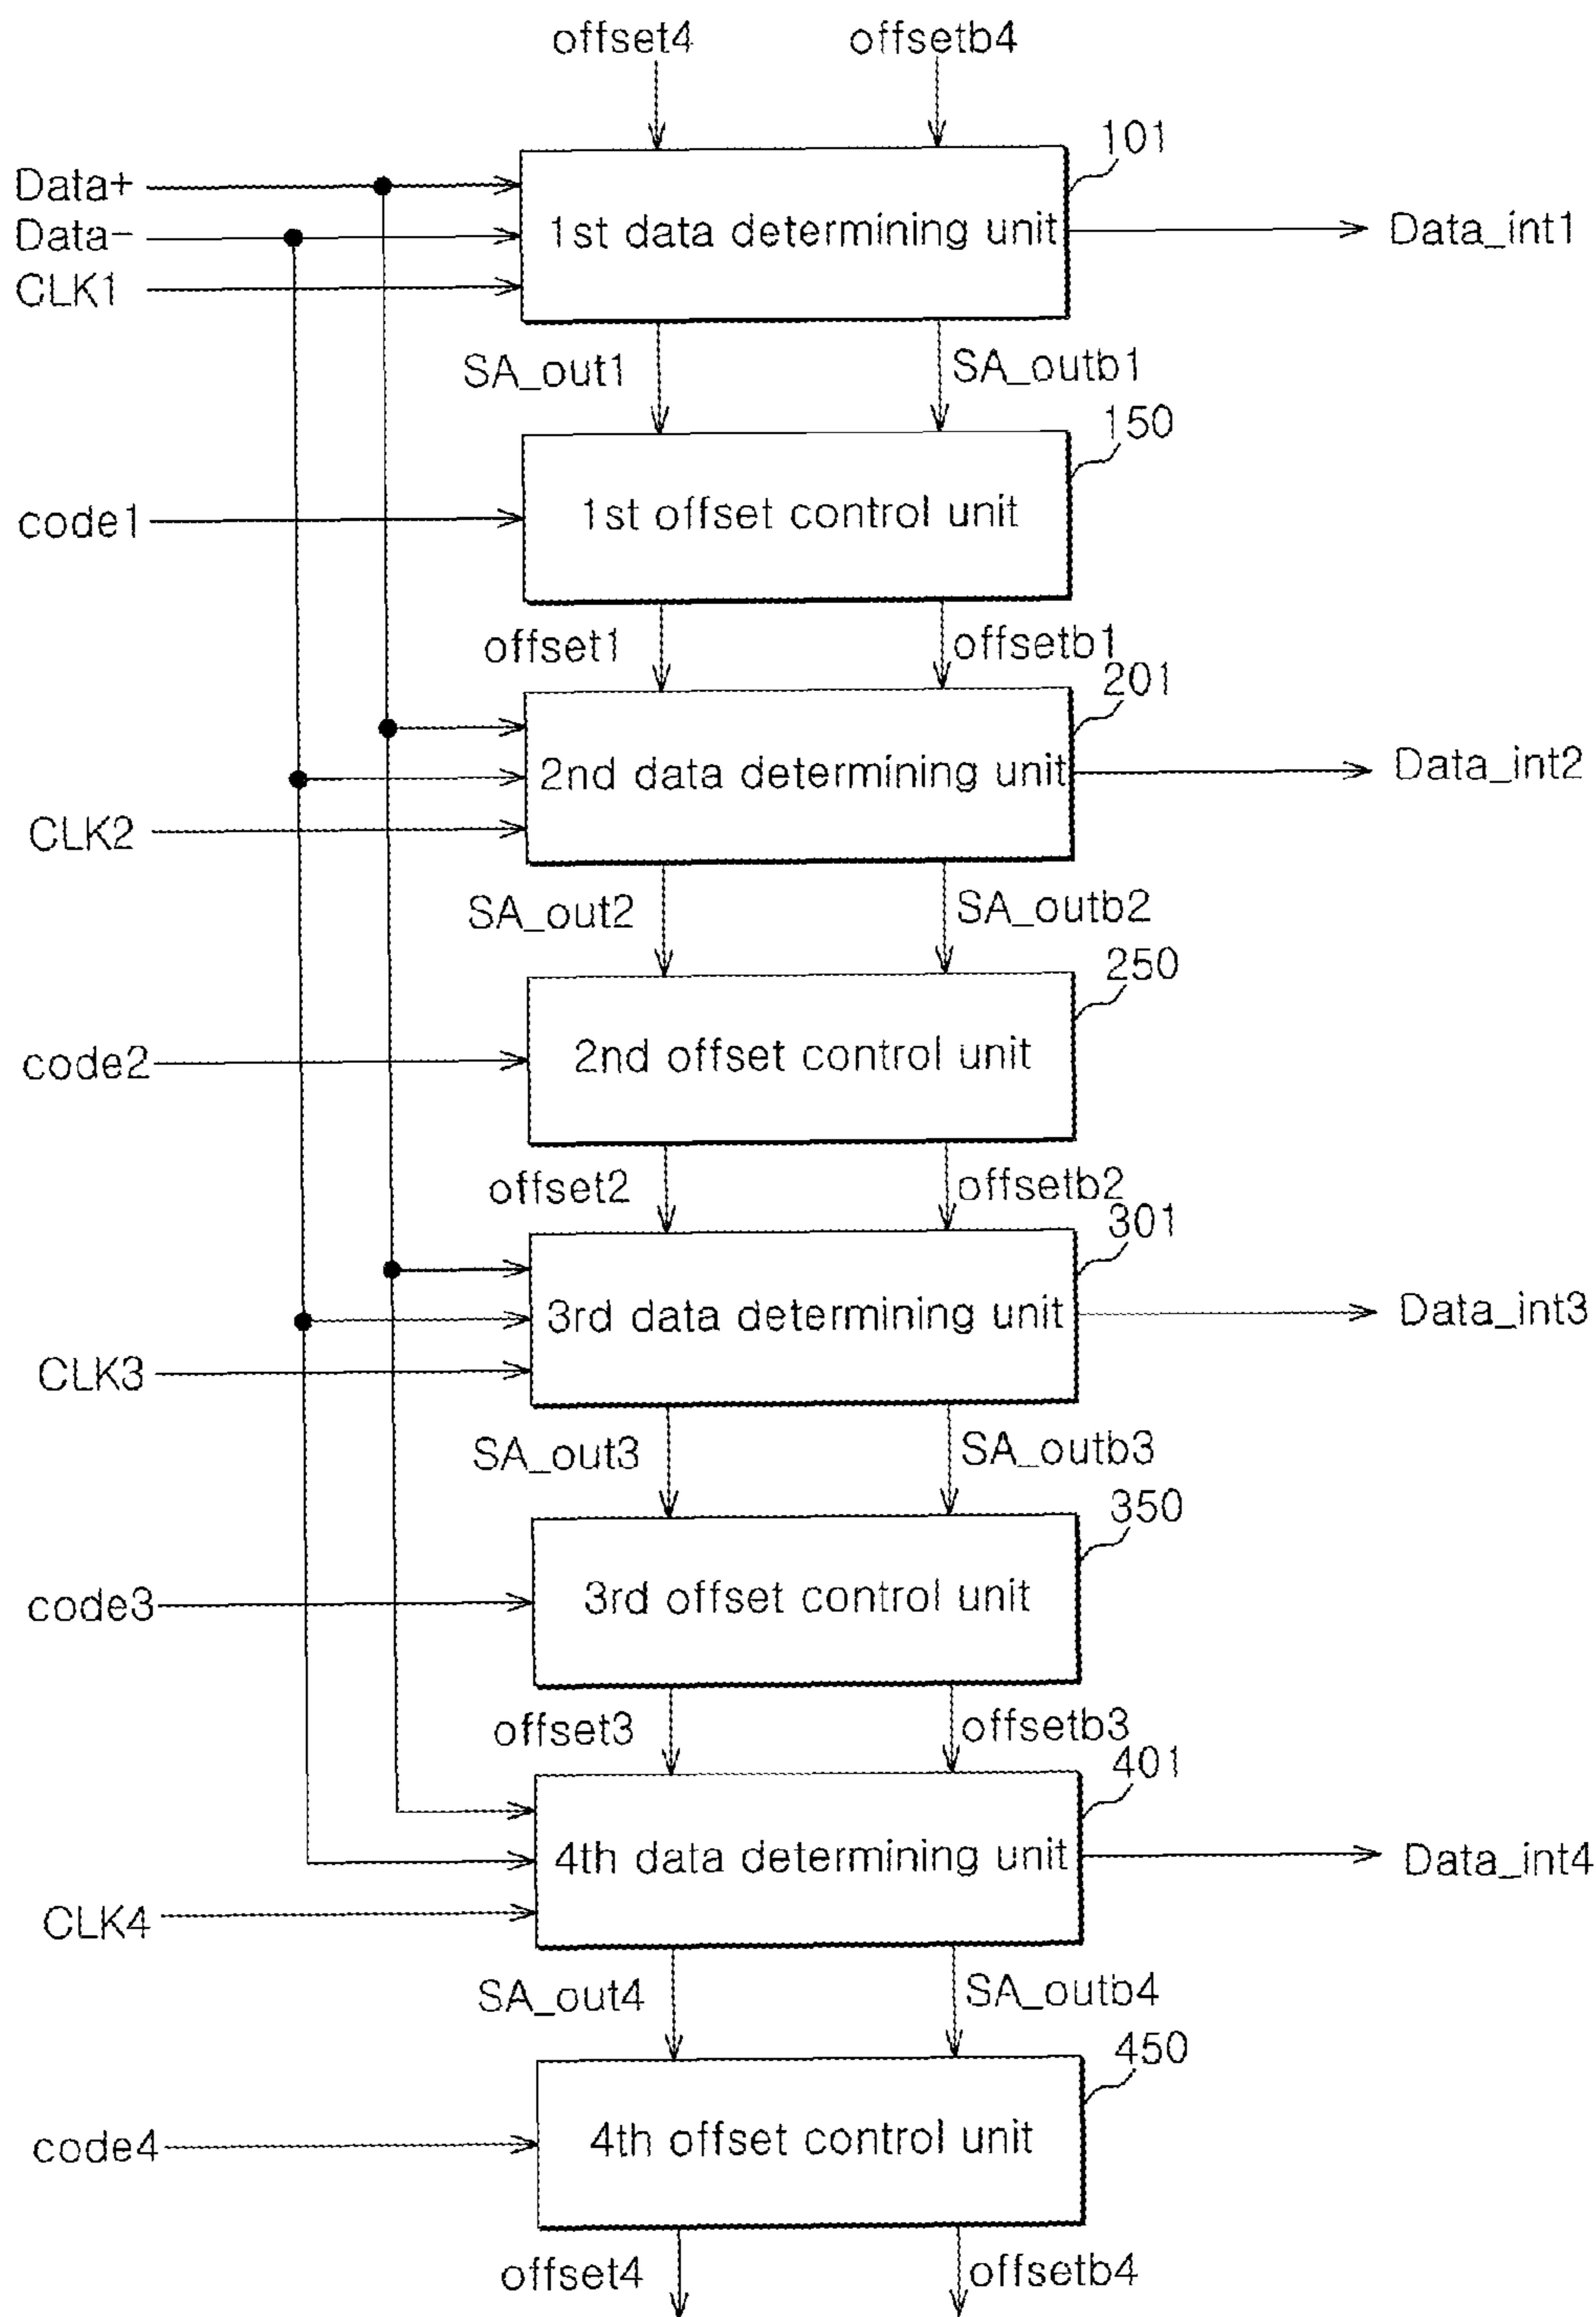 offset4 offsetb4
101
Data+
Data-
CLK1
1st data determining unit
Data_int1
SA_out1 SA_outb1
150
code1
1st offset control unit
offset1 offsetb1
201
2nd data determining unit
Data_int2
CLK2
SA_out2 SA_outb2
250
code2
2nd offset control unit
offset2 offsetb2
301
3rd data determining unit
Data_int3
CLK3
SA_out3 SA_outb3
350
code3
3rd offset control unit
offset3 offsetb3
401
4th data determining unit
Data_int4
CLK4
SA_out4 SA_outb4
450
code4
4th offset control unit
offset4 offsetb4